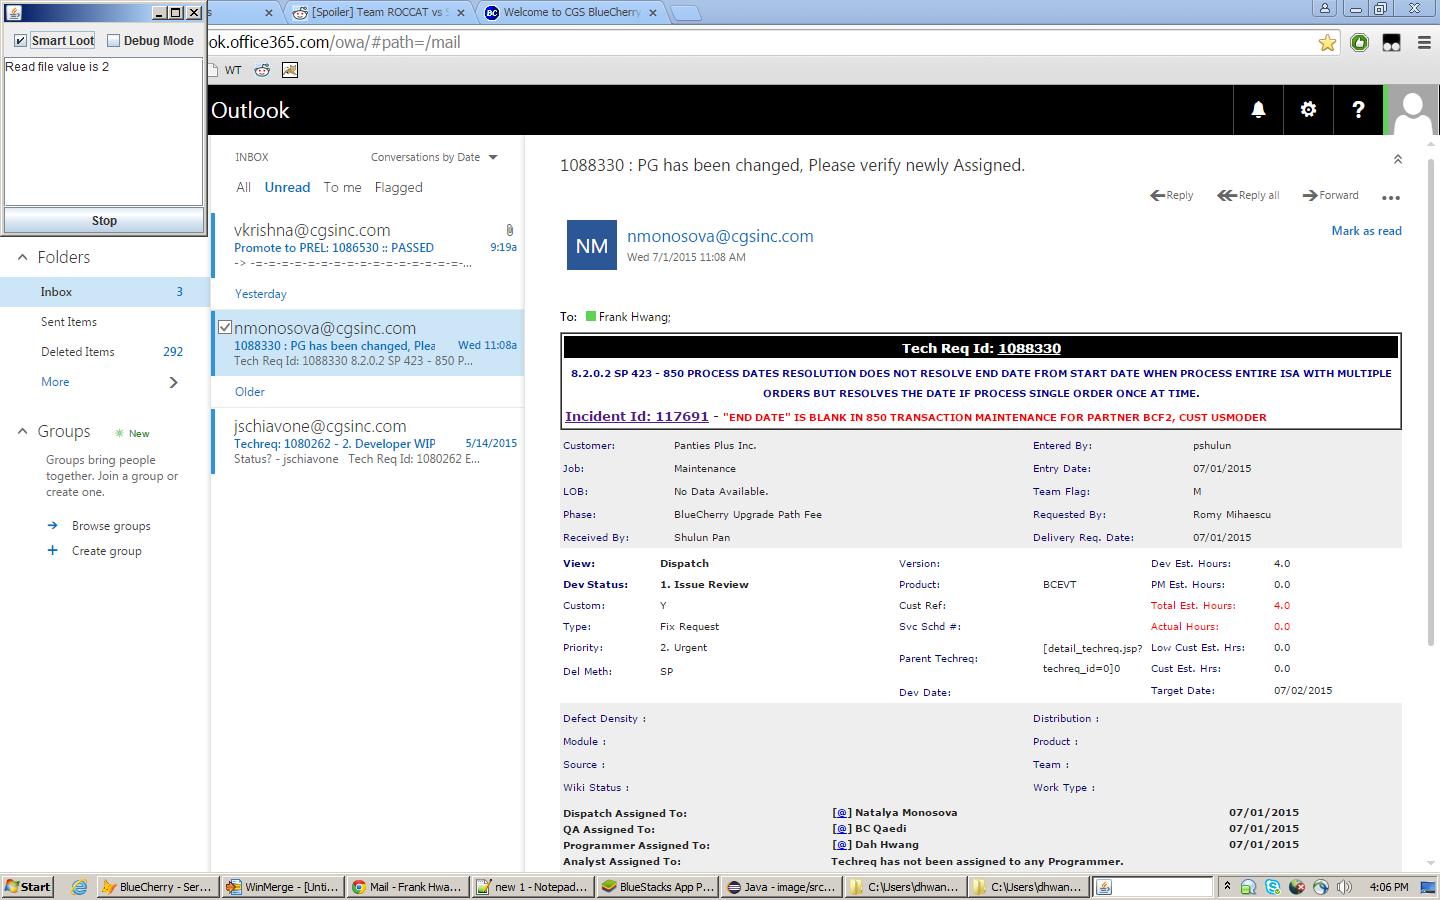 s
[Spoiler] Team ROCCAT vs S
Welcome to CGS BlueCherry
Smart Loot
Debug Mode
Read file value is 2
Stop
ok.office365.com/owa/#path=/mail
WT
Outlook
Folders
Inbox 3
Sent Items
Deleted Items 292
More
Groups New
Groups bring people
together. Join a group or
create one.
Browse groups
Create group
INBOX Conversations by Date
All Unread To me Flagged
vkrishna@cgsinc.com
Promote to PREL: 1086530 :: PASSED 9:19a
-> -=-=-=-=-=-=-=-=-=-=-=-=-=-=-=-=-=-...
Yesterday
nmonosova@cgsinc.com
1088330 : PG has been changed, Plea Wed 11:08a
Tech Req Id: 1088330 8.2.0.2 SP 423 - 850 P...
Older
jschiavone@cgsinc.com
Techreq: 1080262 - 2. Developer WIP 5/14/2015
Status? - jschiavone Tech Req Id: 1080262 E...
1088330 : PG has been changed, Please verify newly Assigned.
Reply Reply all Forward
NM
nmonosova@cgsinc.com
Wed 7/1/2015 11:08 AM
Mark as read
To: Frank Hwang;
Tech Req Id: 1088330
8.2.0.2 SP 423 - 850 PROCESS DATES RESOLUTION DOES NOT RESOLVE END DATE FROM START DATE WHEN PROCESS ENTIRE ISA WITH MULTIPLE
ORDERS BUT RESOLVES THE DATE IF PROCESS SINGLE ORDER ONCE AT TIME.
Incident Id: 117691 - "END DATE" IS BLANK IN 850 TRANSACTION MAINTENANCE FOR PARTNER BCF2, CUST USMODER
Customer: Panties Plus Inc. Entered By: pshulun
Job: Maintenance Entry Date: 07/01/2015
LOB: No Data Available. Team Flag: M
Phase: BlueCherry Upgrade Path Fee Requested By: Romy Mihaescu
Received By: Shulun Pan Delivery Req. Date: 07/01/2015
View: Dispatch Version: Dev Est. Hours: 4.0
Dev Status: 1. Issue Review Product: BCEVT PM Est. Hours: 0.0
Custom: Y Cust Ref: Total Est. Hours: 4.0
Type: Fix Request Svc Schd #: Actual Hours: 0.0
Priority: 2. Urgent Parent Techreq: [detail_techreq.jsp? Low Cust Est. Hrs: 0.0
Del Meth: SP techreq_id=0]0 Cust Est. Hrs: 0.0
Dev Date: Target Date: 07/02/2015
Defect Density : Distribution :
Module : Product :
Source : Team :
Wiki Status : Work Type :
Dispatch Assigned To: [@] Natalya Monosova 07/01/2015
QA Assigned To: [@] BC Qaedi 07/01/2015
Programmer Assigned To: [@] Dah Hwang 07/01/2015
Analyst Assigned To: Techreq has not been assigned to any Programmer.
Start BlueCherry - Ser... WinMerge - [Unti... Mail - Frank Hwa... new 1 - Notepad... BlueStacks App P... Java - image/src... C:\Users\dhwan... C:\Users\dhwan... 4:06 PM